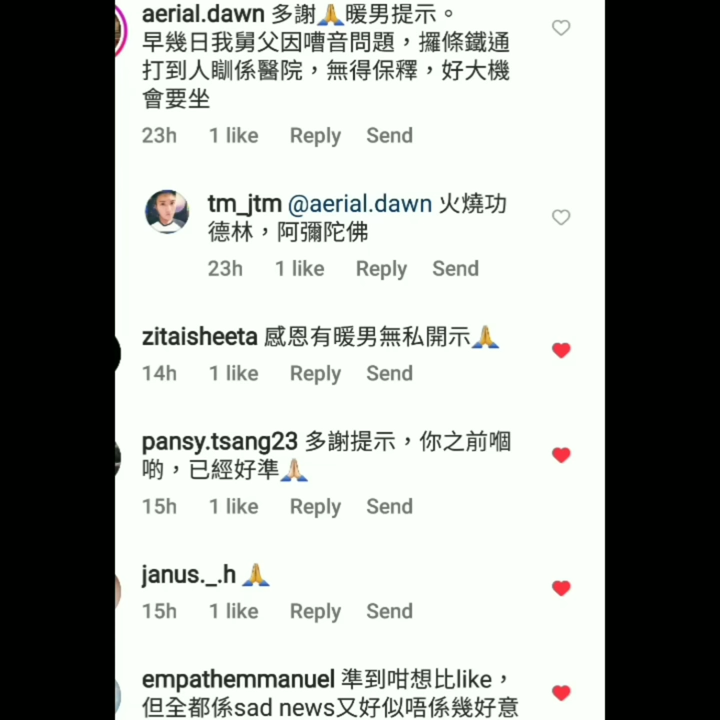 aerial.dawn 多謝🙏暖男提示。
早幾日我舅父因嘈音問題，攞條鐵通
打到人瞓係醫院，無得保釋，好大機
會要坐
23h 1 like Reply Send
tm_jtm @aerial.dawn 火燒功
德林，阿彌陀佛
23h 1 like Reply Send
zitaisheeta 感恩有暖男無私開示🙏
14h 1 like Reply Send
pansy.tsang23 多謝提示，你之前嗰
啲，已經好準🙏🏻
15h 1 like Reply Send
janus._.h 🙏
15h 1 like Reply Send
empathemmanuel 準到咁想比like，
但全都係sad news又好似唔係幾好意